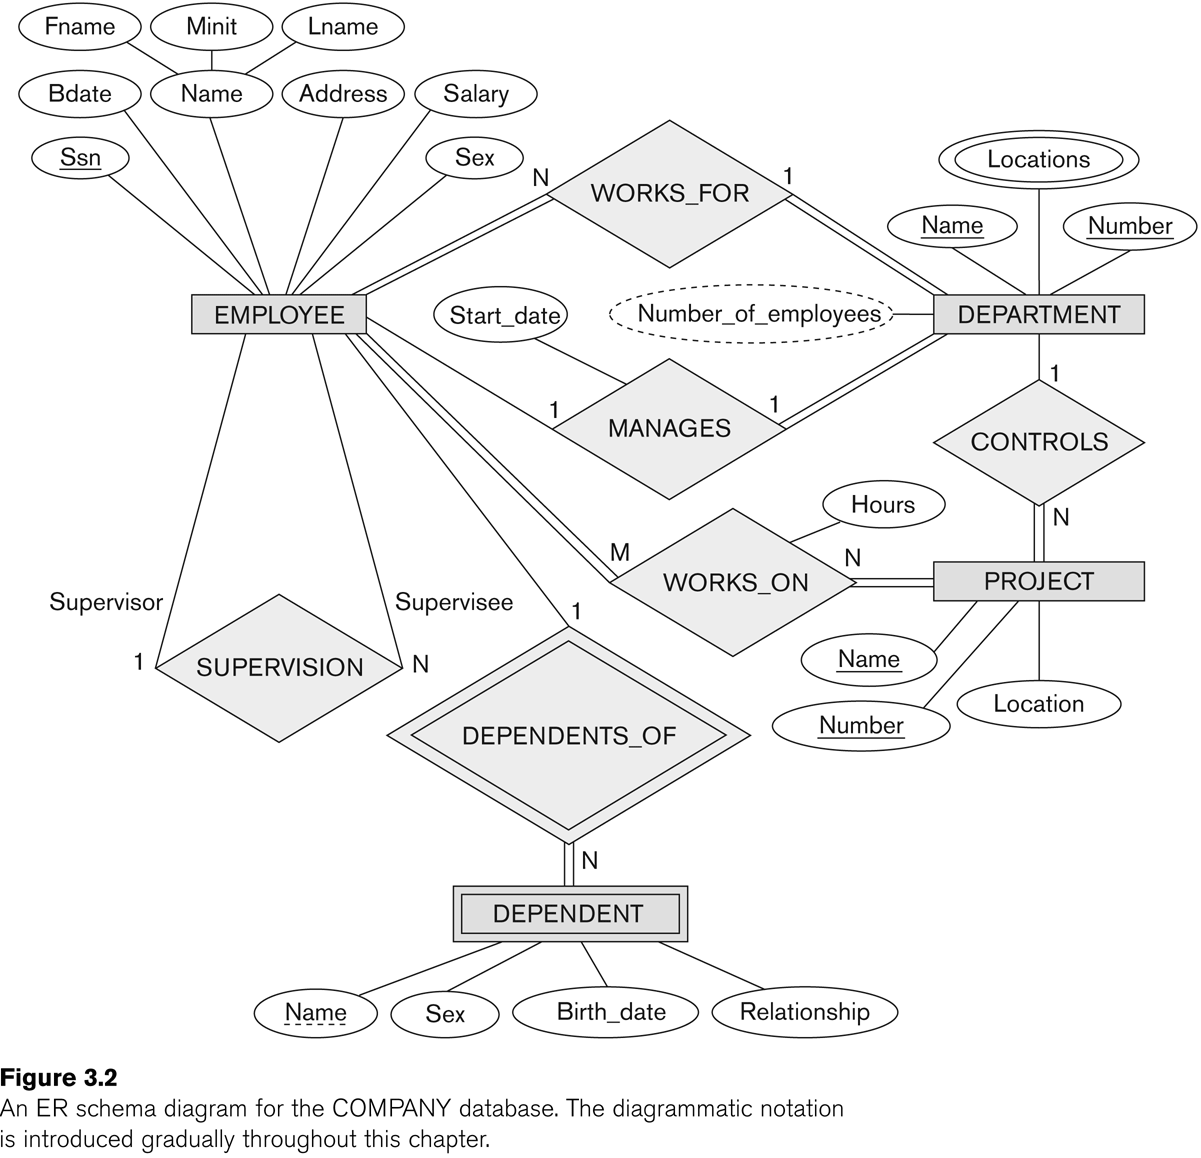 Fname
Minit
Lname
Bdate
Name
Address
Salary
Ssn
Sex
N
WORKS_FOR
1
Locations
Name
Number
EMPLOYEE
Start_date
Number_of_employees
DEPARTMENT
1
MANAGES
1
1
CONTROLS
N
Hours
M
WORKS_ON
N
PROJECT
Supervisor
Supervisee
1
SUPERVISION
N
1
Name
Number
Location
DEPENDENTS_OF
N
DEPENDENT
Name
Sex
Birth_date
Relationship
Figure 3.2
An ER schema diagram for the COMPANY database. The diagrammatic notation
is introduced gradually throughout this chapter.